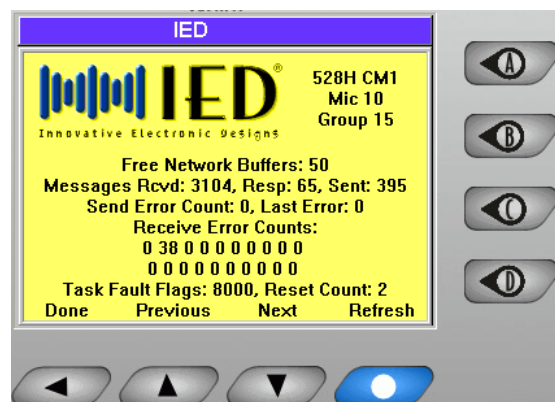 IED
IED®
Innovative Electronic Designs
528H CM1
Mic 10
Group 15
Free Network Buffers: 50
Messages Rcvd: 3104, Resp: 65, Sent: 395
Send Error Count: 0, Last Error: 0
Receive Error Counts:
0 38 0 0 0 0 0 0 0 0
0 0 0 0 0 0 0 0 0 0
Task Fault Flags: 8000, Reset Count: 2
Done Previous Next Refresh
A
B
C
D